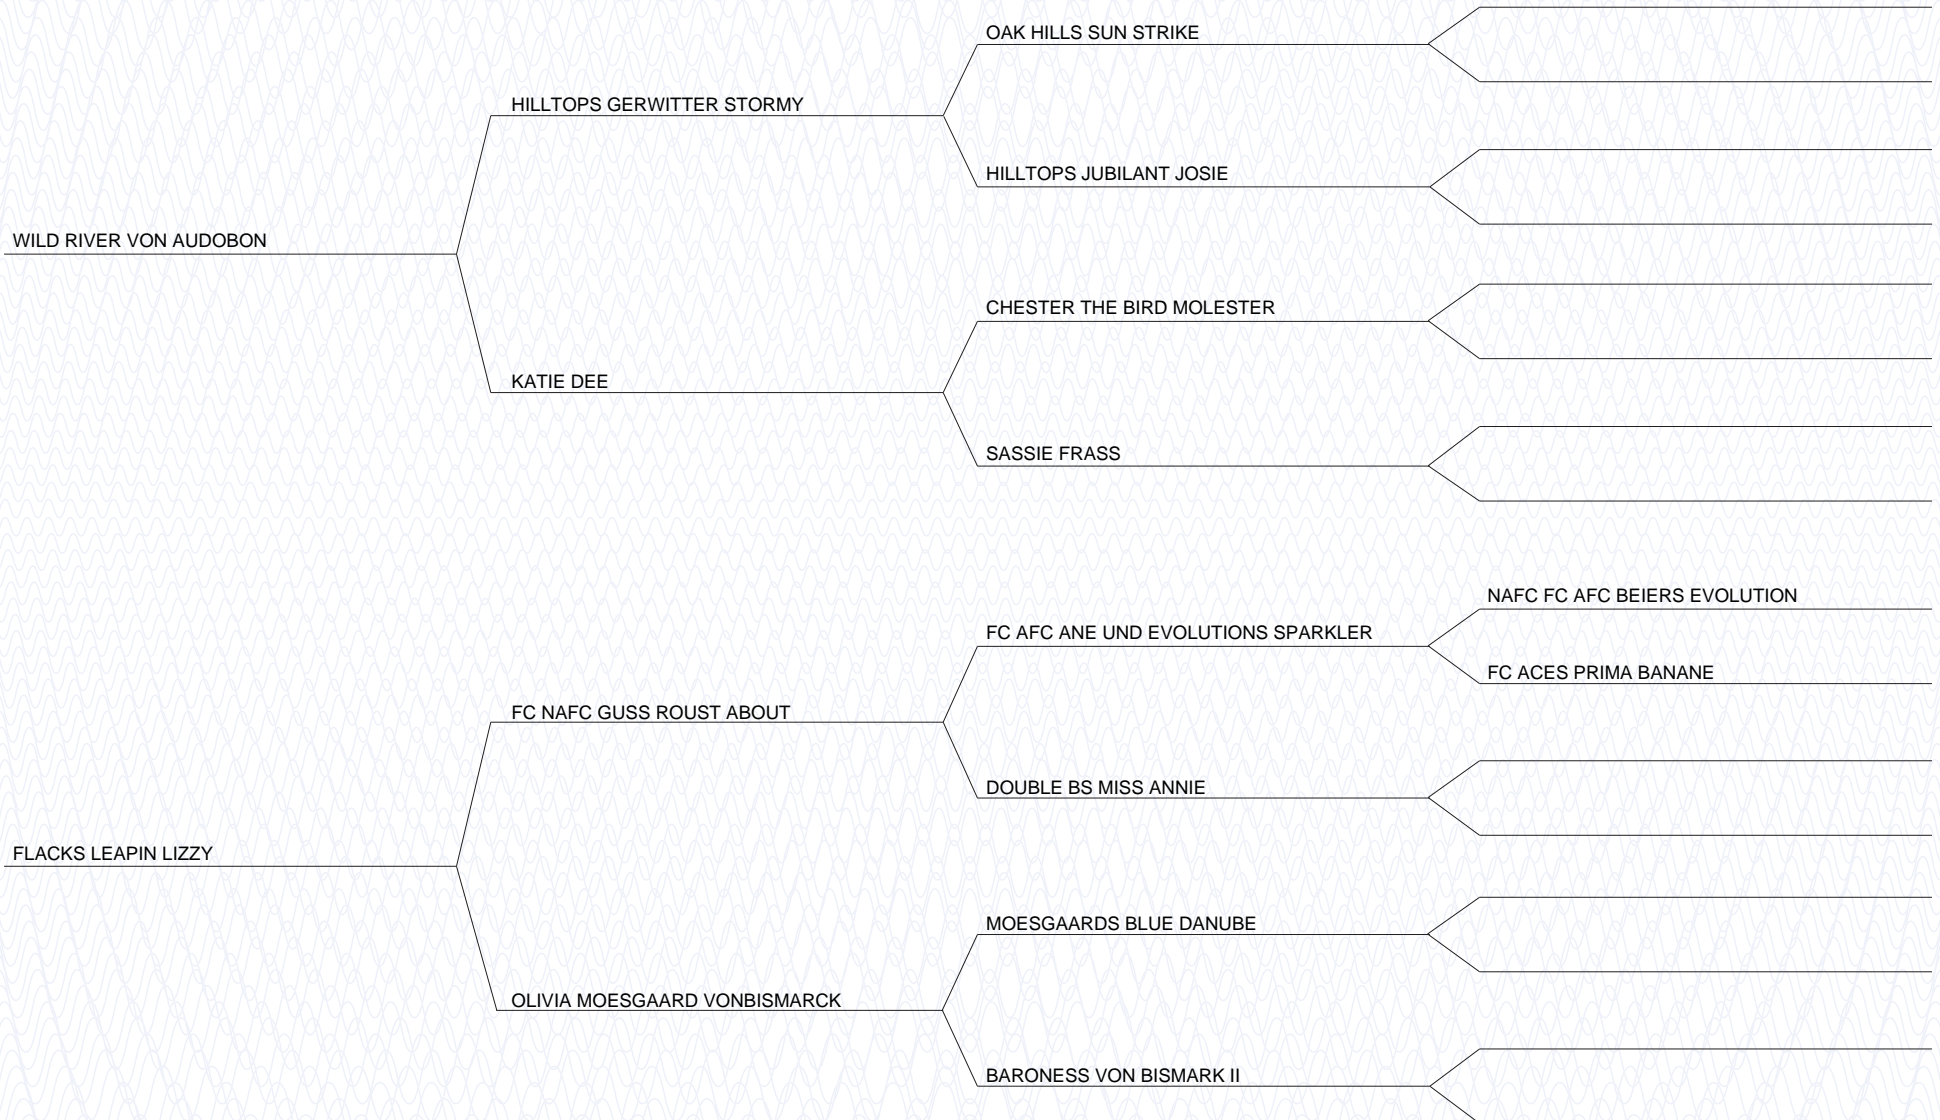 OAK HILLS SUN STRIKE
HILLTOPS GERWITTER STORMY
HILLTOPS JUBILANT JOSIE
WILD RIVER VON AUDOBON
CHESTER THE BIRD MOLESTER
KATIE DEE
SASSIE FRASS
NAFC FC AFC BEIERS EVOLUTION
FC AFC ANE UND EVOLUTIONS SPARKLER
FC ACES PRIMA BANANE
FC NAFC GUSS ROUST ABOUT
DOUBLE BS MISS ANNIE
FLACKS LEAPIN LIZZY
MOESGAARDS BLUE DANUBE
OLIVIA MOESGAARD VONBISMARCK
BARONESS VON BISMARK II